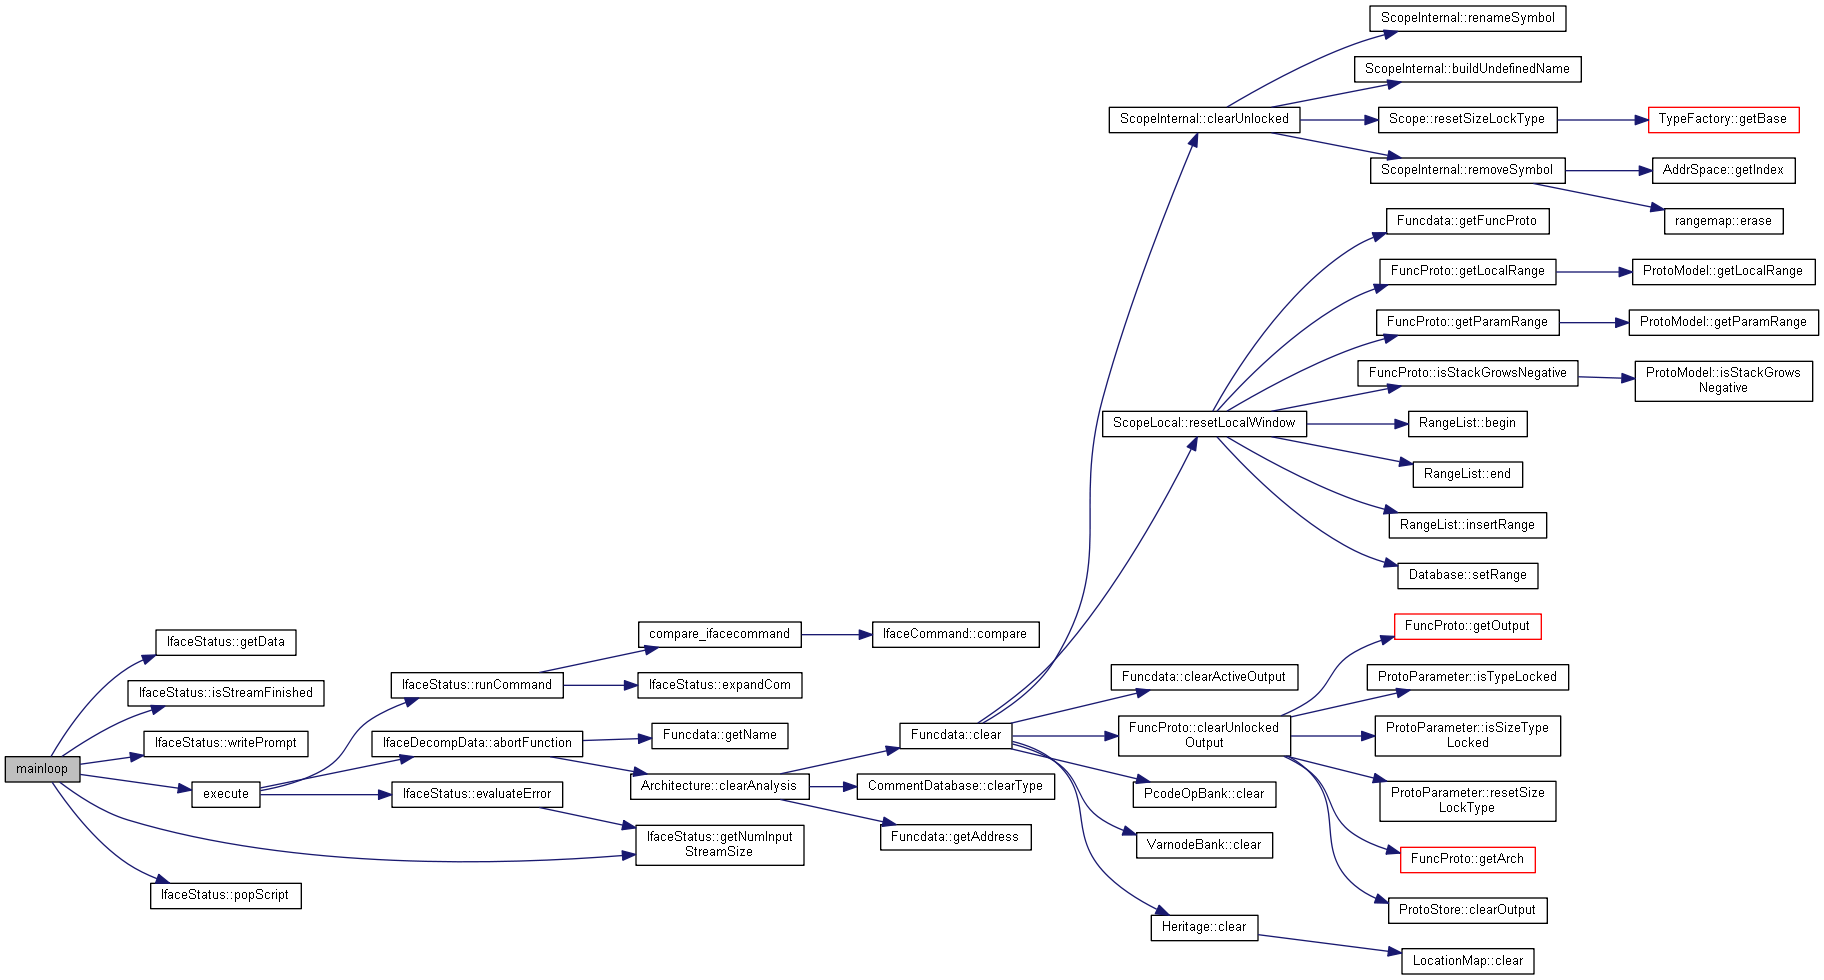 ScopeInternal::renameSymbol
ScopeInternal::buildUndefinedName
ScopeInternal::clearUnlocked
Scope::resetSizeLockType
TypeFactory::getBase
ScopeInternal::removeSymbol
AddrSpace::getIndex
rangemap::erase
Funcdata::getFuncProto
FuncProto::getLocalRange
ProtoModel::getLocalRange
FuncProto::getParamRange
ProtoModel::getParamRange
FuncProto::isStackGrowsNegative
ProtoModel::isStackGrows
Negative
ScopeLocal::resetLocalWindow
RangeList::begin
RangeList::end
RangeList::insertRange
Database::setRange
FuncProto::getOutput
IfaceStatus::getData
compare_ifacecommand
IfaceCommand::compare
IfaceStatus::isStreamFinished
IfaceStatus::runCommand
IfaceStatus::expandCom
Funcdata::clearActiveOutput
ProtoParameter::isTypeLocked
IfaceStatus::writePrompt
IfaceDecompData::abortFunction
Funcdata::getName
Funcdata::clear
FuncProto::clearUnlocked
Output
ProtoParameter::isSizeType
Locked
mainloop
execute
IfaceStatus::evaluateError
Architecture::clearAnalysis
CommentDatabase::clearType
PcodeOpBank::clear
ProtoParameter::resetSize
LockType
IfaceStatus::getNumInput
StreamSize
Funcdata::getAddress
VarnodeBank::clear
FuncProto::getArch
IfaceStatus::popScript
Heritage::clear
ProtoStore::clearOutput
LocationMap::clear